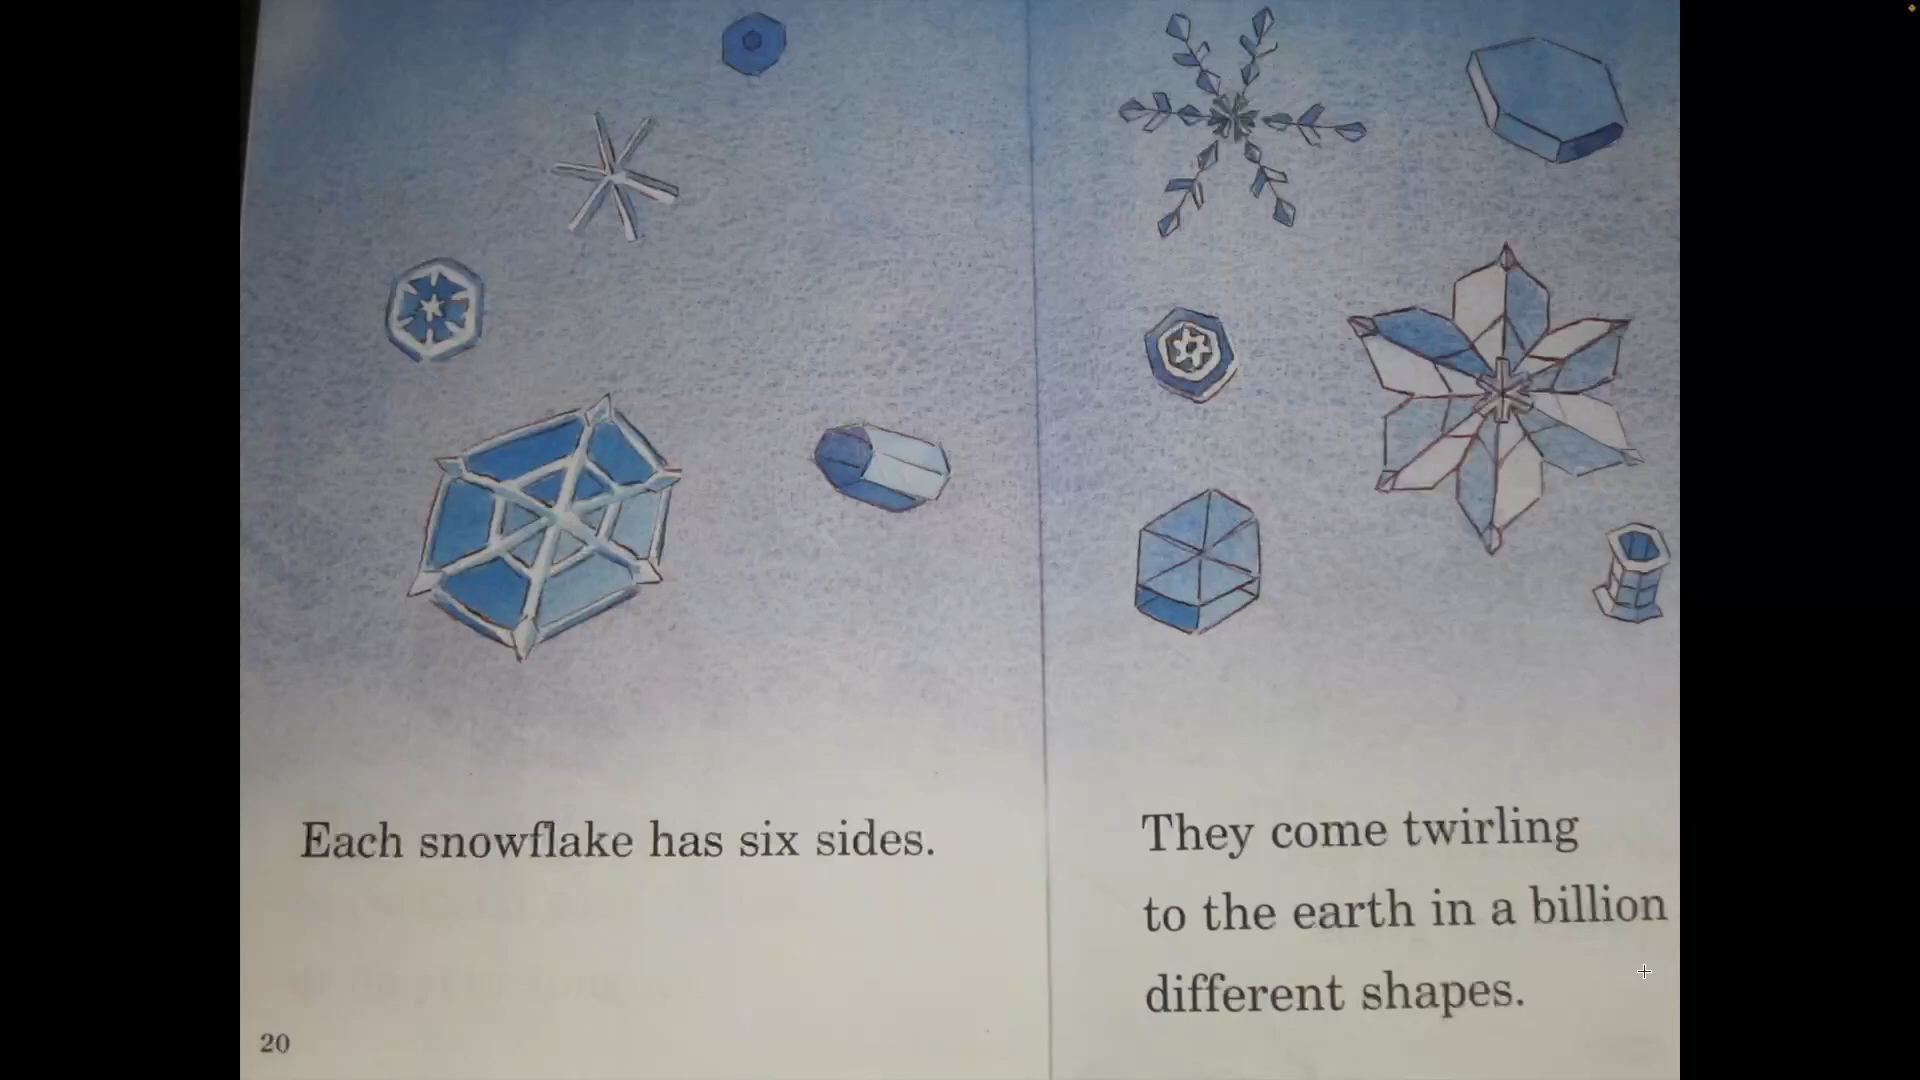 Each snowflake has six sides.
20
They come twirling
to the earth in a billion
different shapes.